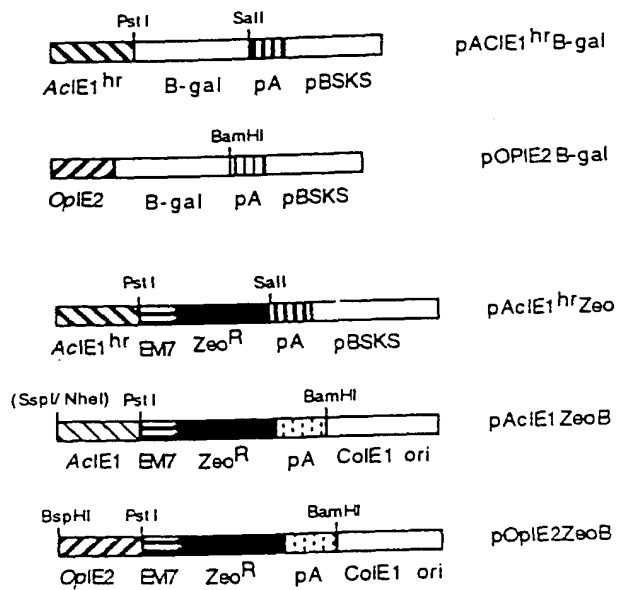 PstI SalI
pACIE1hrB-gal
AcIE1hr B-gal pA pBSKS
BamHI
pOPIE2B-gal
OpIE2 B-gal pA pBSKS
PstI SalI
pAcIE1hrZeo
AcIE1hr EM7 ZeoR pA pBSKS
(SspI/NheI) PstI BamHI
pAcIE1ZeoB
AcIE1 EM7 ZeoR pA ColE1 ori
BspHI PstI BamHI
pOpIE2ZeoB
OpIE2 EM7 ZeoR pA ColE1 ori